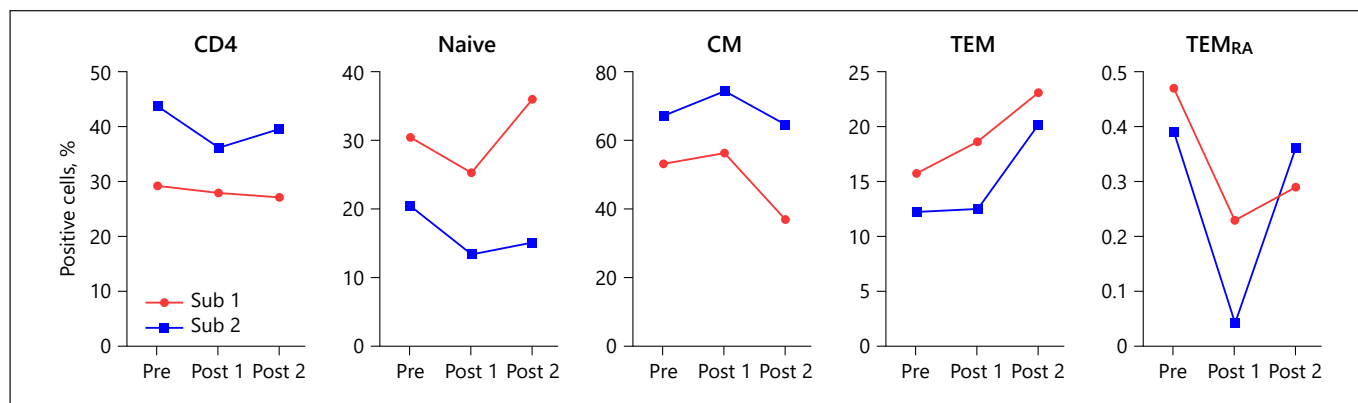 CD4
Naive
CM
TEM
TEMRA
Positive cells, %
50
40
30
20
10
0
Sub 1
Sub 2
Pre
Post 1
Post 2
40
30
20
10
0
Pre
Post 1
Post 2
80
60
40
20
0
Pre
Post 1
Post 2
25
20
15
10
5
0
Pre
Post 1
Post 2
0.5
0.4
0.3
0.2
0.1
0
Pre
Post 1
Post 2